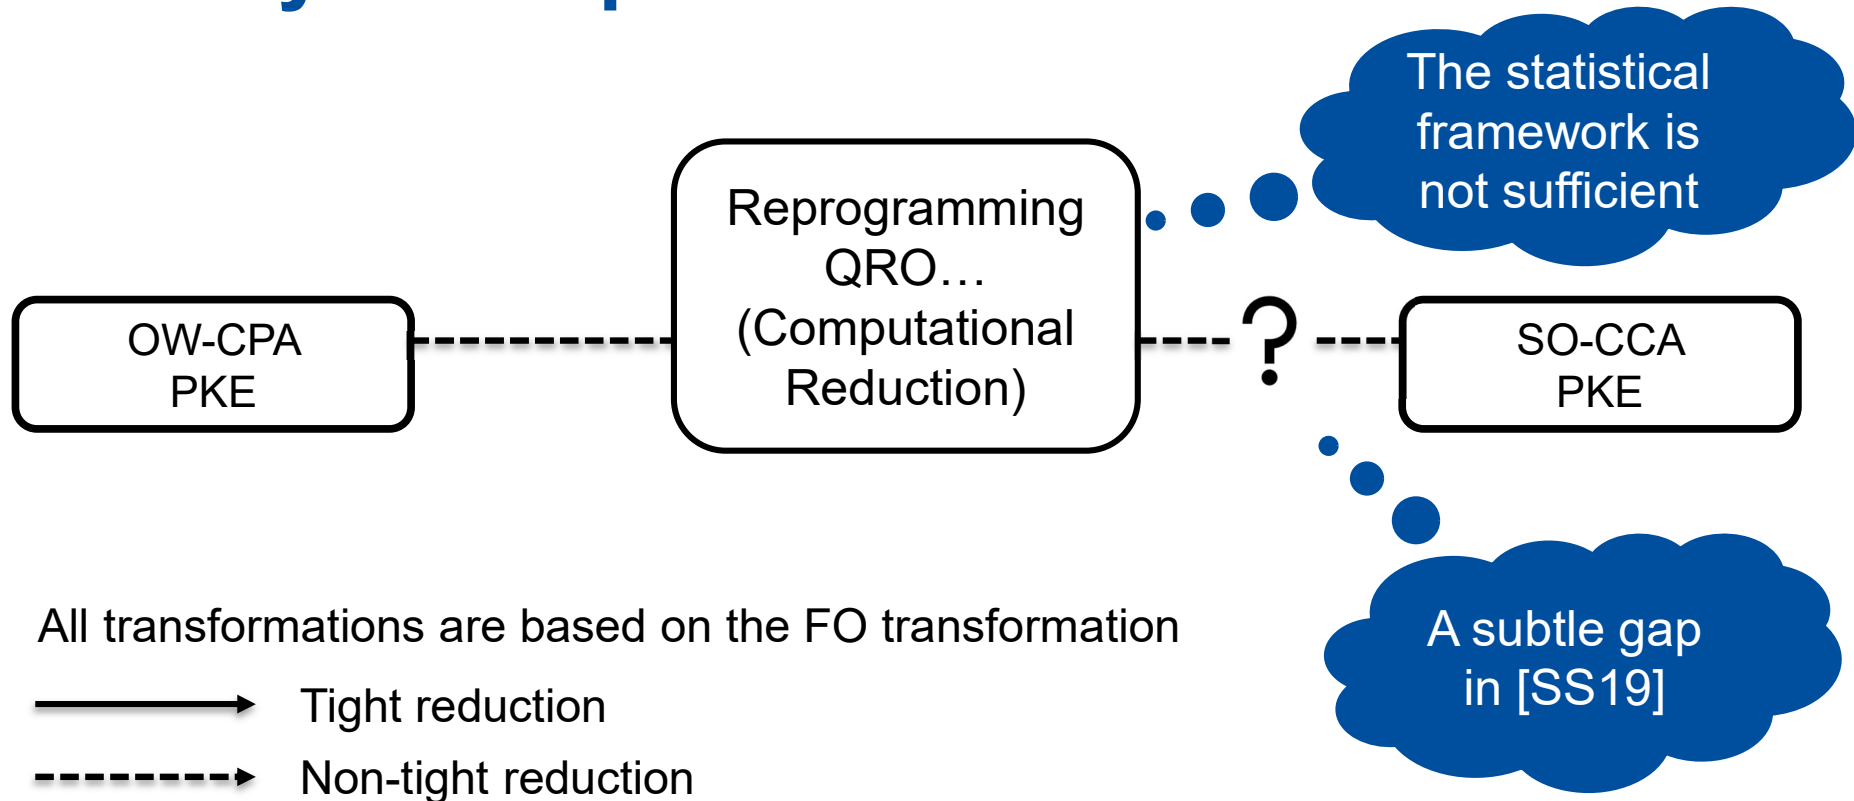 The statistical
framework is
not sufficient
Reprogramming
QRO…
(Computational
Reduction)
OW-CPA
PKE
?
SO-CCA
PKE
A subtle gap
in [SS19]
All transformations are based on the FO transformation
Tight reduction
Non-tight reduction